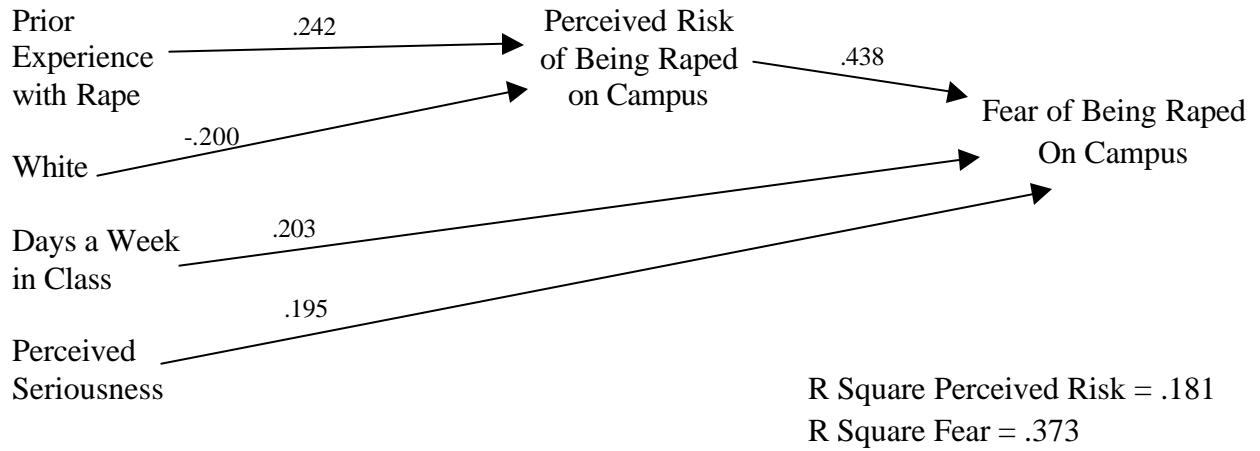 Prior
Experience
with Rape
.242
Perceived Risk
of Being Raped
on Campus
.438
Fear of Being Raped
On Campus
-.200
White
Days a Week
in Class
.203
.195
Perceived
Seriousness
R Square Perceived Risk = .181
R Square Fear = .373